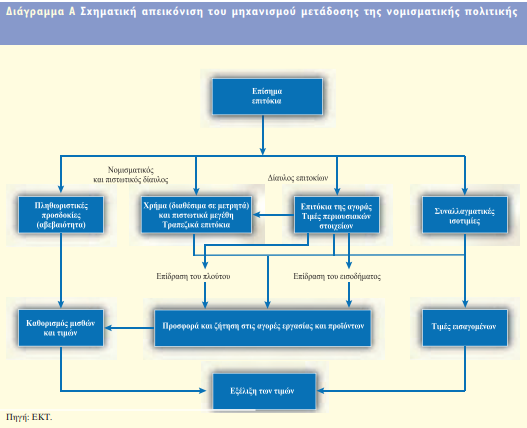 Διάγραμμα Α Σχηματική απεικόνιση του μηχανισμού μετάδοσης της νομισματικής πολιτικής
Επίσημα
επιτόκια
Νομισματικός
και πιστωτικός δίαυλος
Δίαυλος επιτοκίων
Πληθωριστικές
προσδοκίες
(αβεβαιότητα)
Χρήμα (διαθέσιμα σε μετρητά)
και πιστωτικά μεγέθη
Τραπεζικά επιτόκια
Επιτόκια της αγοράς
Τιμές περιουσιακών
στοιχείων
Συναλλαγματικές
ισοτιμίες
Επίδραση του πλούτου
Επίδραση του εισοδήματος
Καθορισμός μισθών
και τιμών
Προσφορά και ζήτηση στις αγορές εργασίας και προϊόντων
Τιμές εισαγομένων
Εξέλιξη των τιμών
Πηγή: ΕΚΤ.